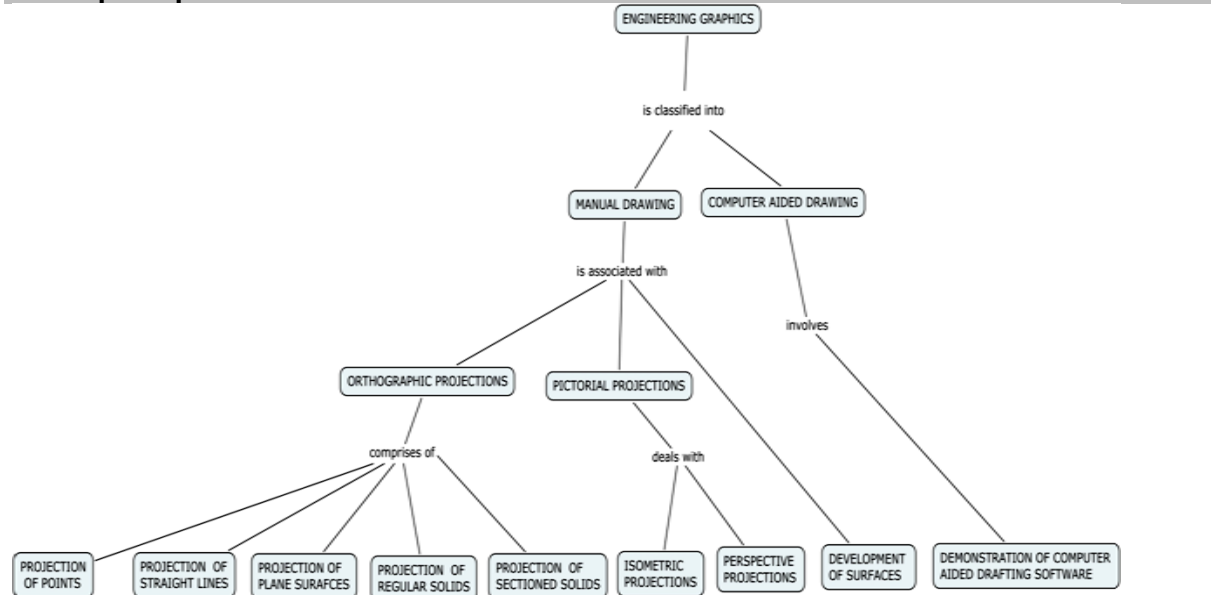 ENGINEERING GRAPHICS
is classified into
MANUAL DRAWING
COMPUTER AIDED DRAWING
is associated with
involves
ORTHOGRAPHIC PROJECTIONS
PICTORIAL PROJECTIONS
comprises of
deals with
PROJECTION
OF POINTS
PROJECTION OF
STRAIGHT LINES
PROJECTION OF
PLANE SURAFCES
PROJECTION OF
REGULAR SOLIDS
PROJECTION OF
SECTIONED SOLIDS
ISOMETRIC
PROJECTIONS
PERSPECTIVE
PROJECTIONS
DEVELOPMENT
OF SURFACES
DEMONSTRATION OF COMPUTER
AIDED DRAFTING SOFTWARE